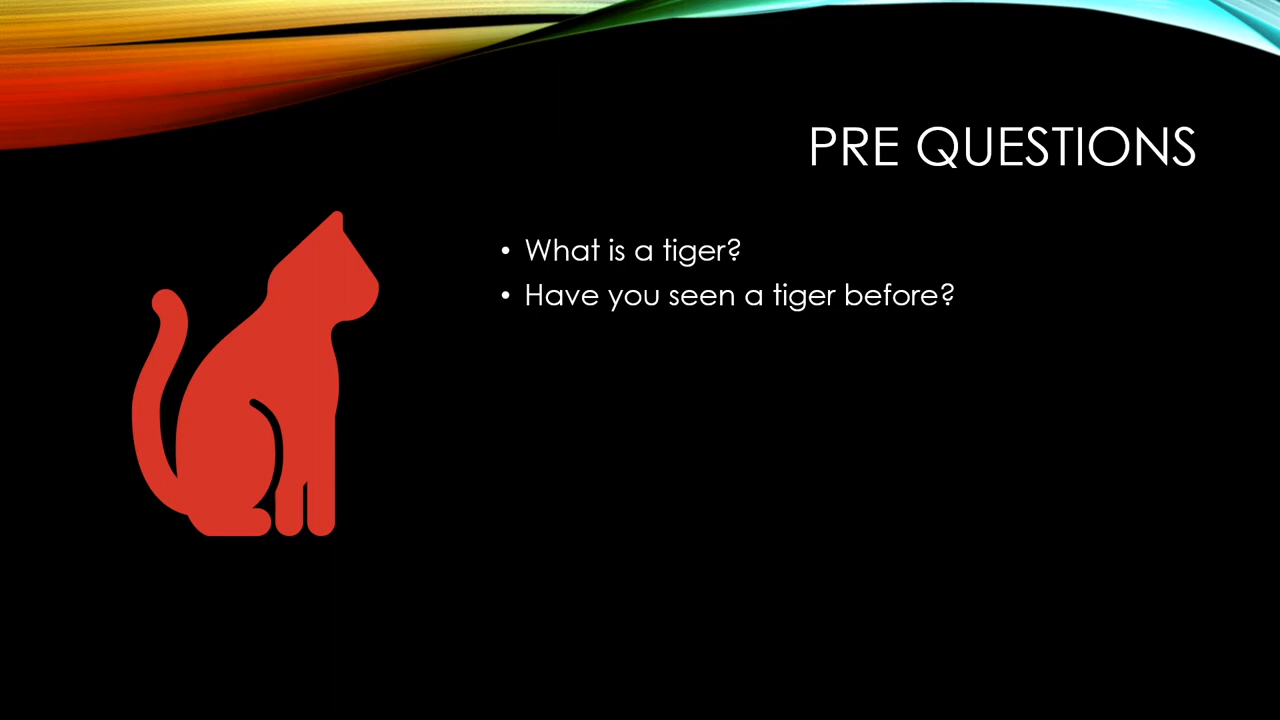 PRE QUESTIONS
• What is a tiger?
• Have you seen a tiger before?